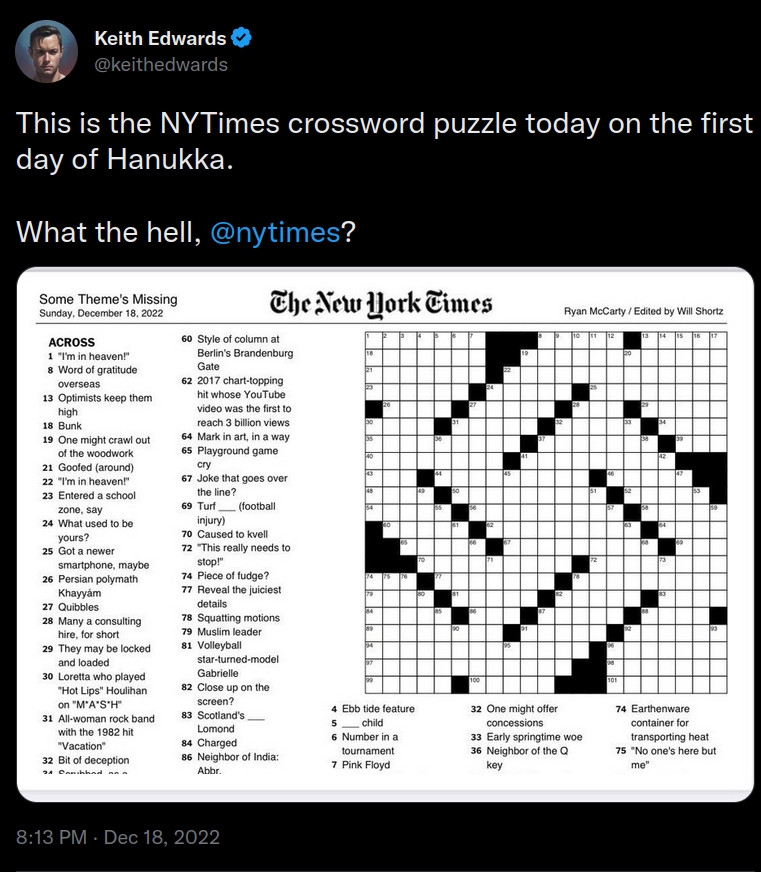 Keith Edwards
@keithedwards
This is the NYTimes crossword puzzle today on the first
day of Hanukka.
What the hell, @nytimes?
Some Theme's Missing
Sunday, December 18, 2022
The New York Times
Ryan McCarty / Edited by Will Shortz
ACROSS
1 "I'm in heaven!"
8 Word of gratitude
overseas
13 Optimists keep them
high
18 Bunk
19 One might crawl out
of the woodwork
21 Goofed (around)
22 "I'm in heaven!"
23 Entered a school
zone, say
24 What used to be
yours?
25 Got a newer
smartphone, maybe
26 Persian polymath
Khayyám
27 Quibbles
28 Many a consulting
hire, for short
29 They may be locked
and loaded
30 Loretta who played
"Hot Lips" Houlihan
on "M*A*S*H"
31 All-woman rock band
with the 1982 hit
"Vacation"
32 Bit of deception
34 Scrubbed, as a
60 Style of column at
Berlin's Brandenburg
Gate
62 2017 chart-topping
hit whose YouTube
video was the first to
reach 3 billion views
64 Mark in art, in a way
65 Playground game
cry
67 Joke that goes over
the line?
69 Turf ___ (football
injury)
70 Caused to kvell
72 "This really needs to
stop!"
74 Piece of fudge?
77 Reveal the juiciest
details
78 Squatting motions
79 Muslim leader
81 Volleyball
star-turned-model
Gabrielle
82 Close up on the
screen?
83 Scotland's ___
Lomond
84 Charged
86 Neighbor of India:
Abbr.
1 2 3 4 5 6 7 8 9 10 11 12 13 14 15 16 17
18 19 20
21 22
23 24 25
26 27 28 29
30 31 32 33 34
35 36 37 38 39
40 41 42
43 44 45 46 47
48 49 50 51 52 53
54 55 56 57 58 59
60 61 62 63 64
65 66 67 68 69
70 71 72 73
74 75 76 77 78
79 80 81 82 83
84 85 86 87 88
89 90 91 92 93
94 95 96
97 98
99 100 101
4 Ebb tide feature
5 ___ child
6 Number in a
tournament
7 Pink Floyd
32 One might offer
concessions
33 Early springtime woe
36 Neighbor of the Q
key
74 Earthenware
container for
transporting heat
75 "No one's here but
me"
8:13 PM · Dec 18, 2022